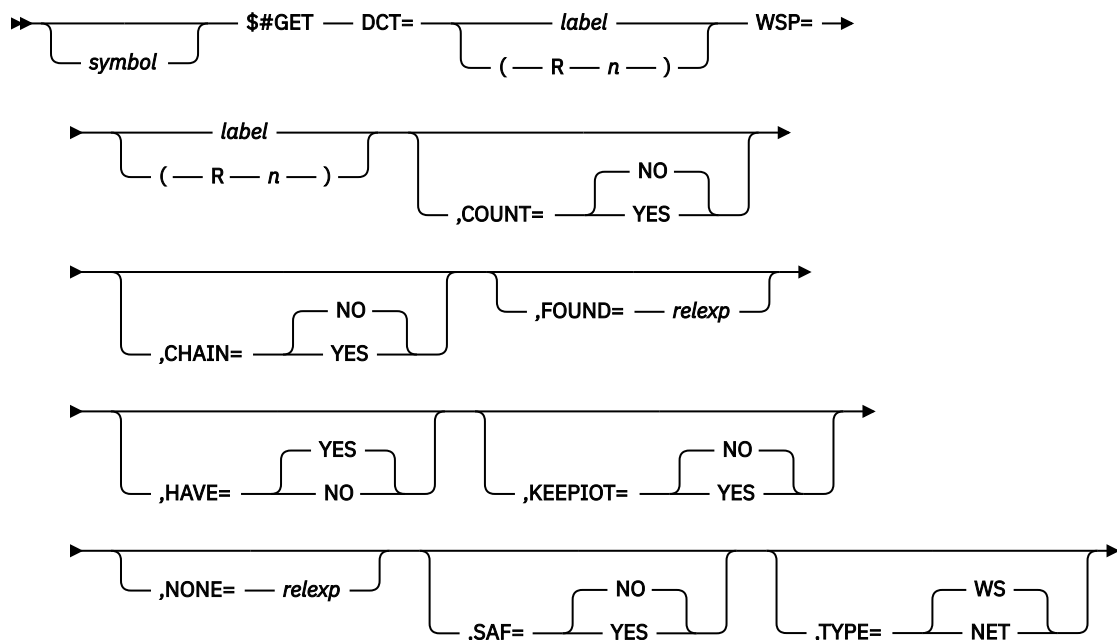 $#GET DCT= label WSP=
symbol ( R n )
label
( R n ) NO
,COUNT= YES
NO ,FOUND= relexp
,CHAIN= YES
YES NO
,HAVE= NO ,KEEPIOT= YES
,NONE= relexp NO WS
,SAF= YES ,TYPE= NET